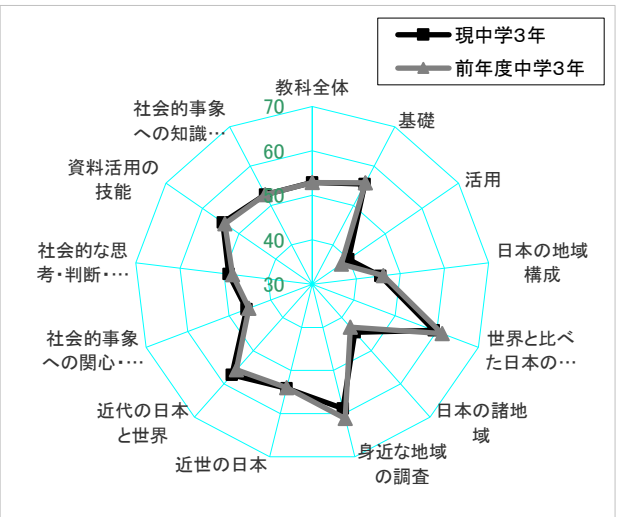 現中学3年
前年度中学3年
教科全体
基礎
活用
日本の地域
構成
世界と比べ
た日本の…
日本の諸地
域
身近な地域
の調査
近世の日本
近代の日本
と世界
社会的事象
への関心・…
社会的な思
考・判断・…
資料活用の
技能
社会的事象
への知識…
70
60
50
40
30